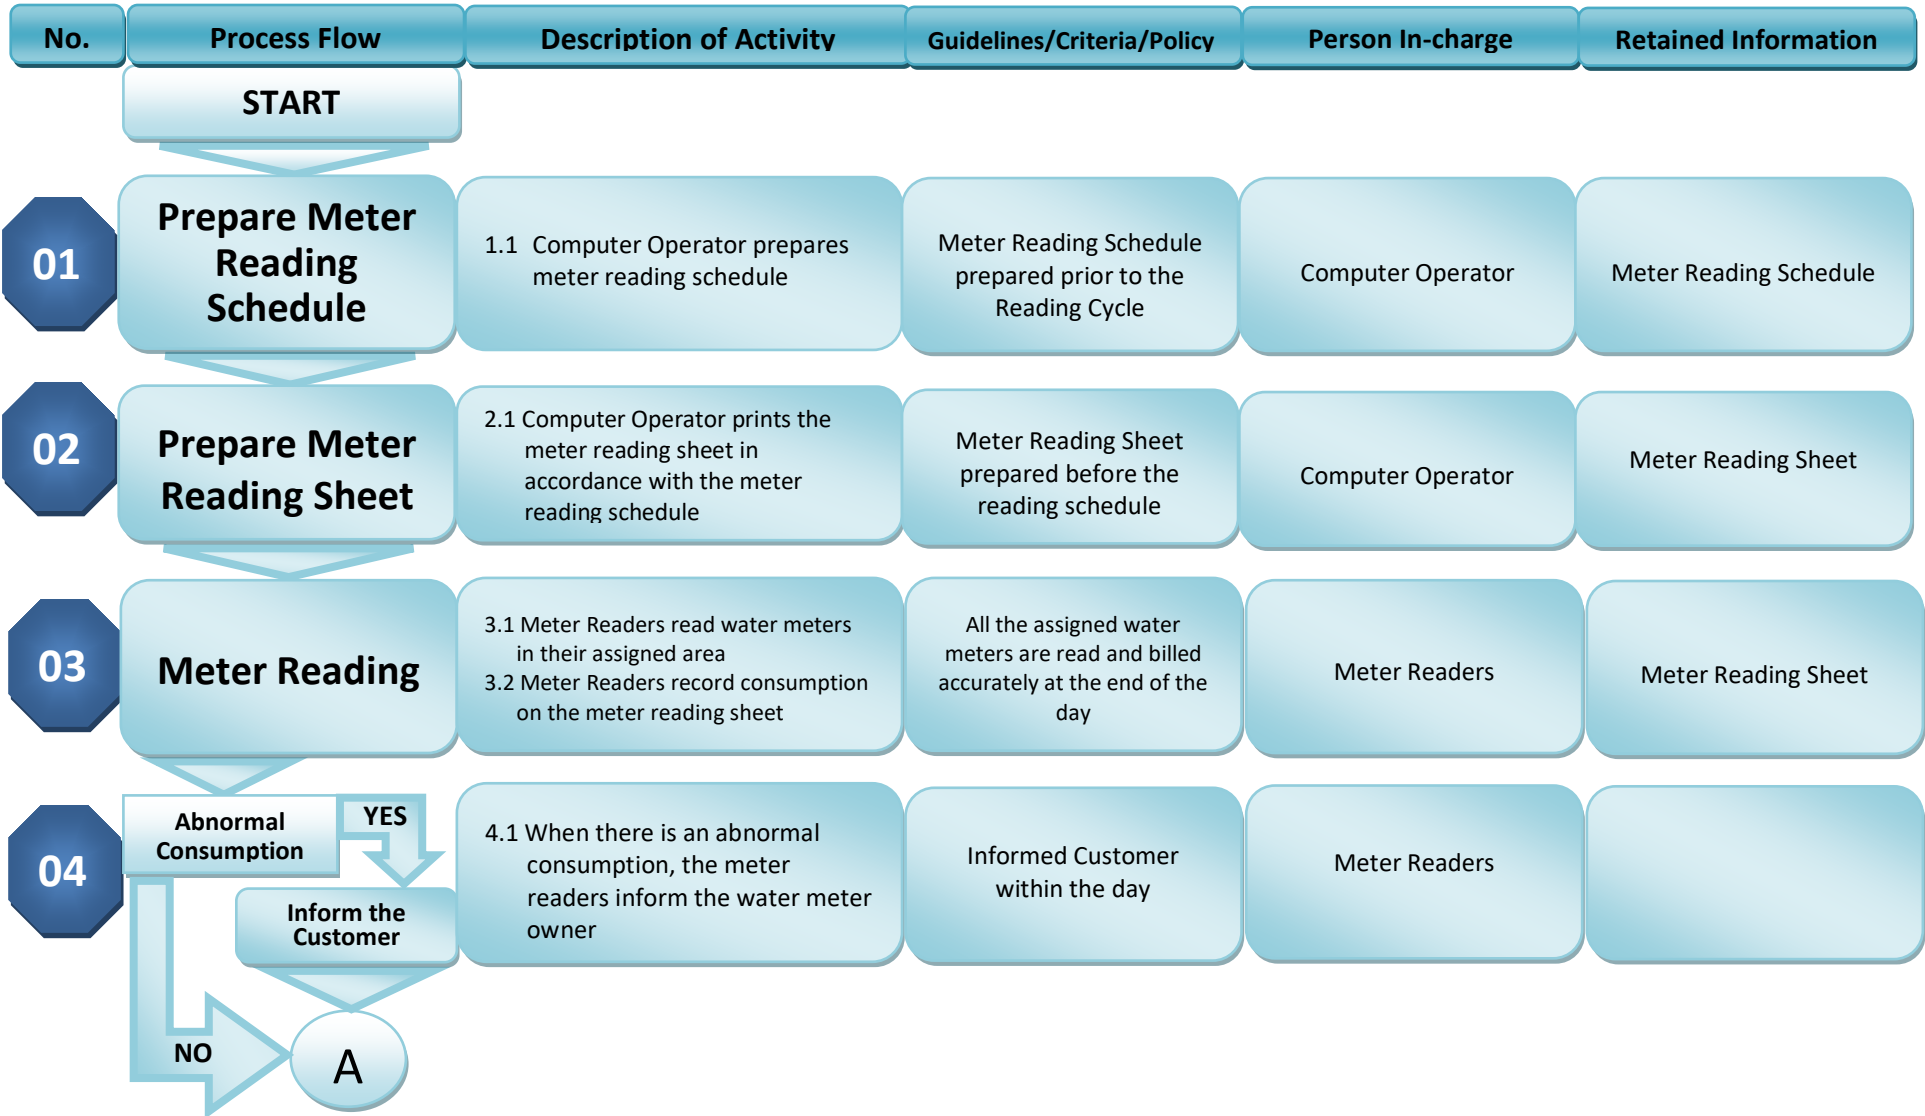 No.
Process Flow
Description of Activity
Guidelines/Criteria/Policy
Person In-charge
Retained Information
START
01
Prepare Meter
Reading
Schedule
1.1 Computer Operator prepares
meter reading schedule
Meter Reading Schedule
prepared prior to the
Reading Cycle
Computer Operator
Meter Reading Schedule
02
Prepare Meter
Reading Sheet
2.1 Computer Operator prints the
meter reading sheet in
accordance with the meter
reading schedule
Meter Reading Sheet
prepared before the
reading schedule
Computer Operator
Meter Reading Sheet
03
Meter Reading
3.1 Meter Readers read water meters
in their assigned area
3.2 Meter Readers record consumption
on the meter reading sheet
All the assigned water
meters are read and billed
accurately at the end of the
day
Meter Readers
Meter Reading Sheet
04
Abnormal
Consumption
YES
Inform the
Customer
NO
A
4.1 When there is an abnormal
consumption, the meter
readers inform the water meter
owner
Informed Customer
within the day
Meter Readers